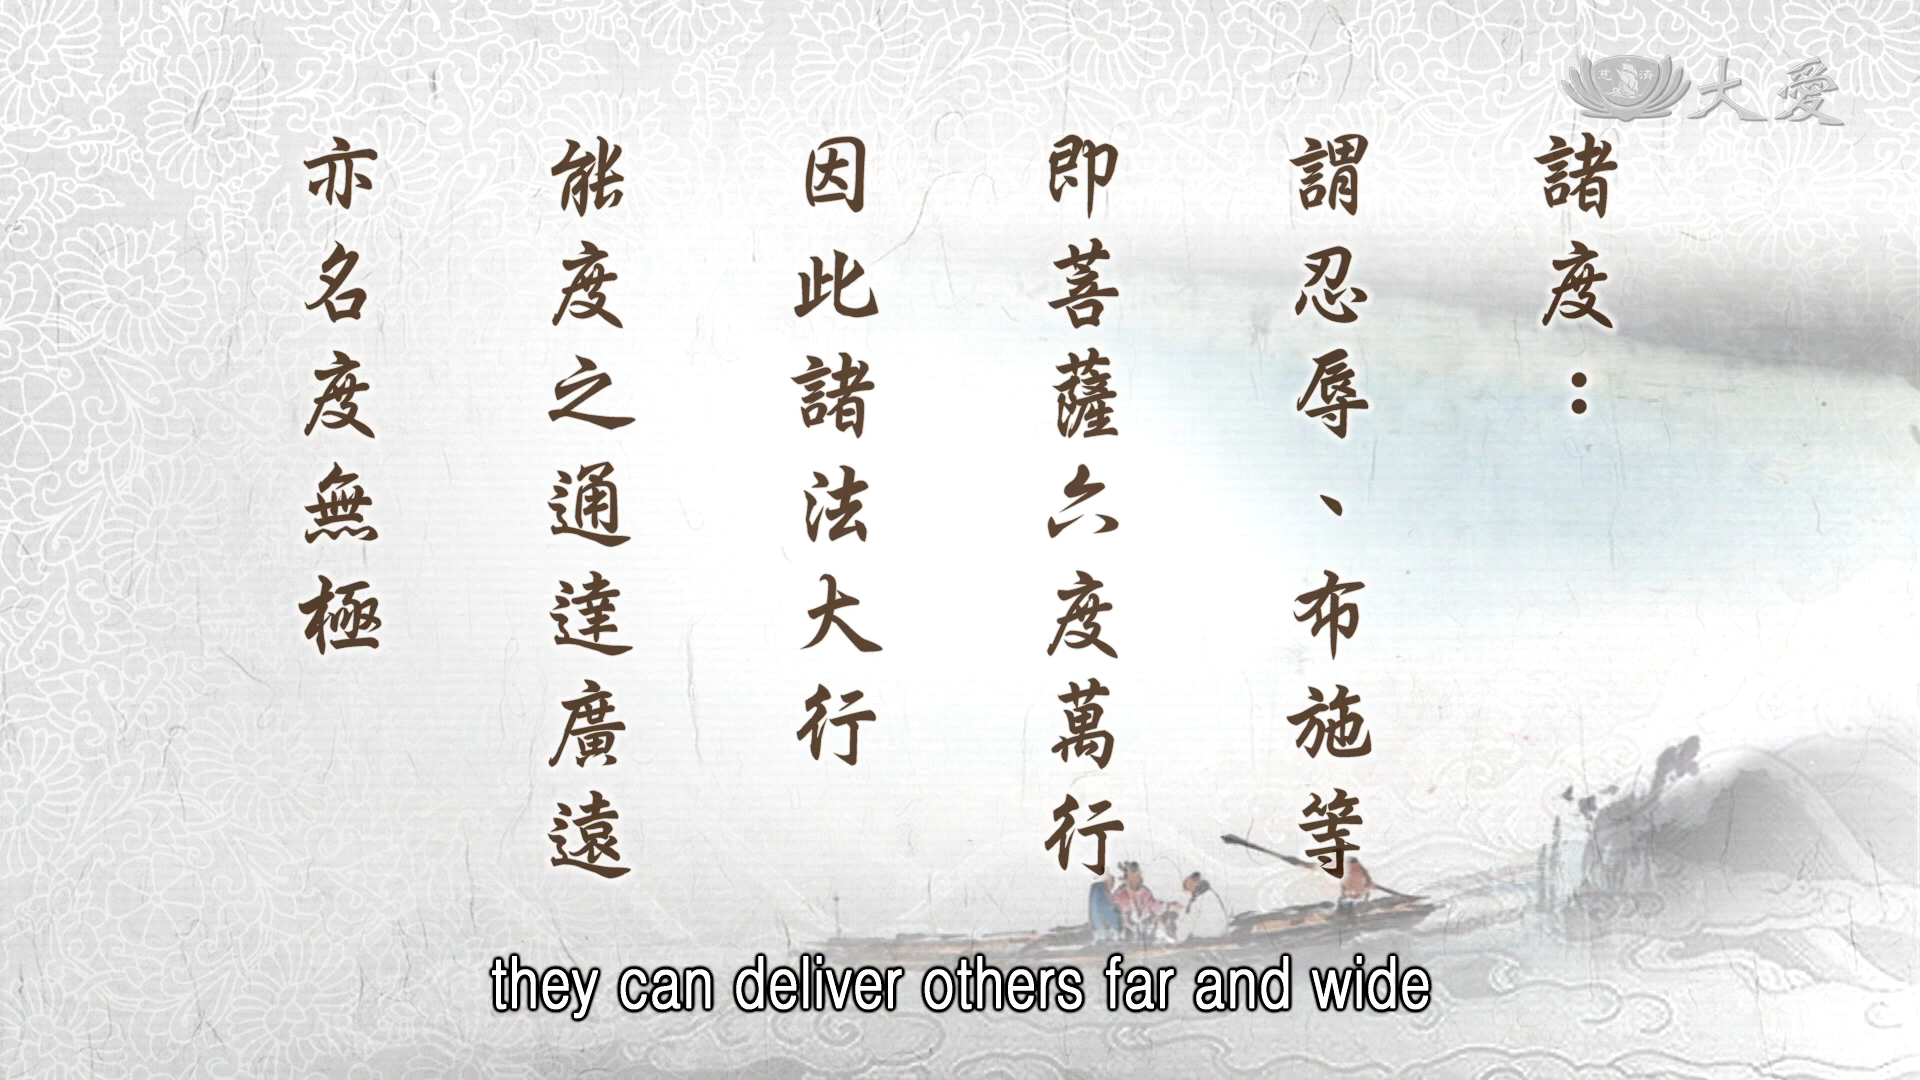 大愛
慈濟
諸度：
謂忍辱、布施等
即菩薩六度萬行
因此諸法大行
能度之通達廣遠
亦名度無極
they can deliver others far and wide